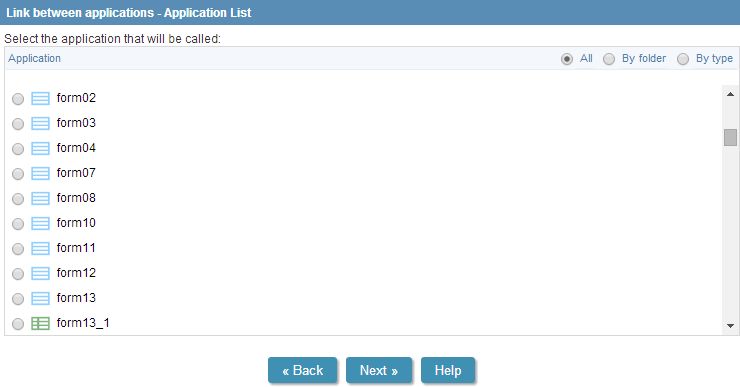 Link between applications - Application List
Select the application that will be called:
Application All By folder By type
form02
form03
form04
form07
form08
form10
form11
form12
form13
form13_1
« Back Next » Help